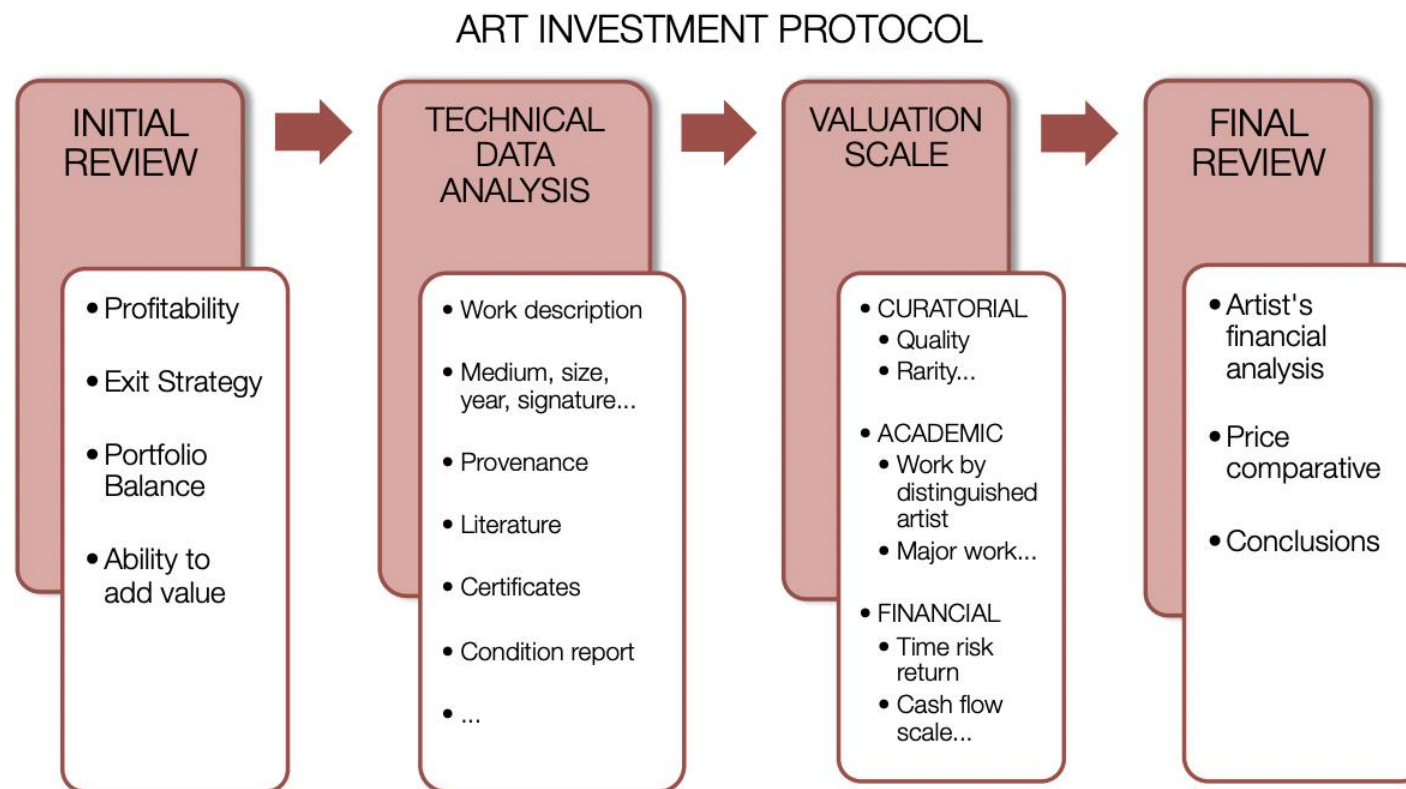 ART INVESTMENT PROTOCOL
INITIAL
REVIEW
• Profitability
• Exit Strategy
• Portfolio
Balance
• Ability to
add value
TECHNICAL
DATA
ANALYSIS
• Work description
• Medium, size,
year, signature...
• Provenance
• Literature
• Certificates
• Condition report
• ...
VALUATION
SCALE
• CURATORIAL
• Quality
• Rarity...
• ACADEMIC
• Work by
distinguished
artist
• Major work...
• FINANCIAL
• Time risk
return
• Cash flow
scale...
FINAL
REVIEW
• Artist's
financial
analysis
• Price
comparative
• Conclusions